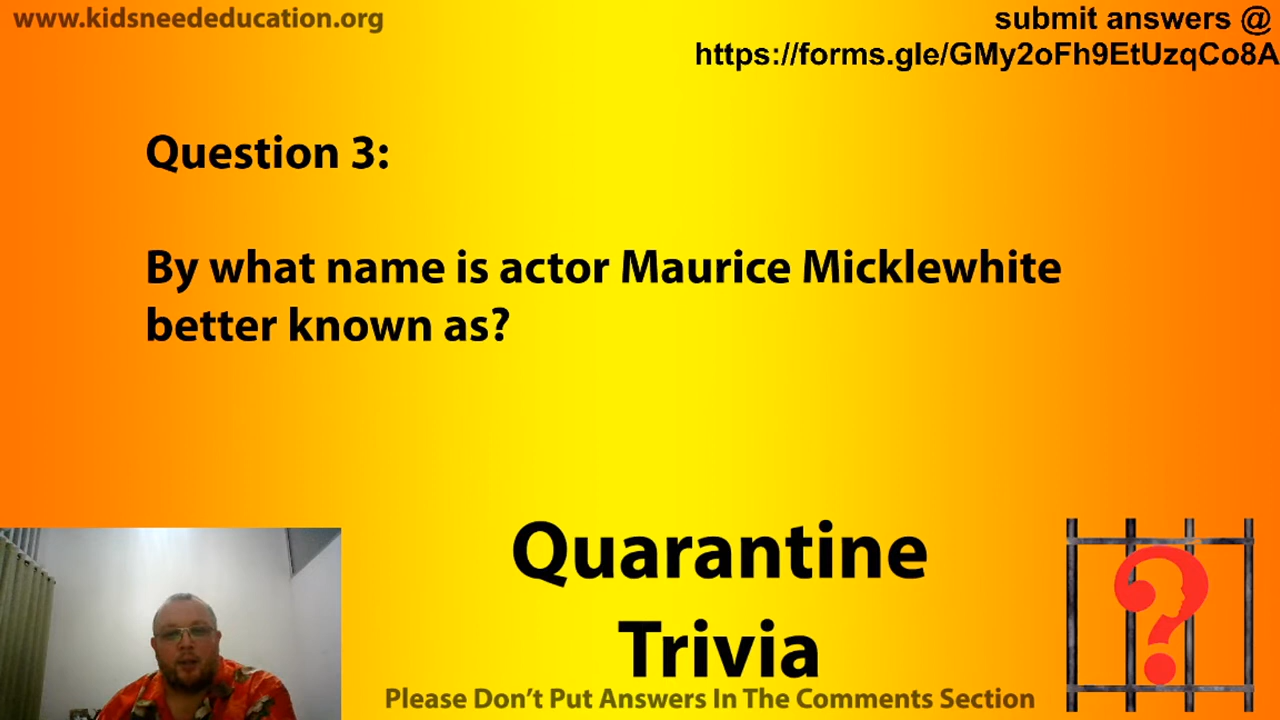 www.kidsneededucation.org
submit answers @
https://forms.gle/GMy2oFh9EtUzqCo8A
Question 3:
By what name is actor Maurice Micklewhite
better known as?
Quarantine
Trivia
Please Don't Put Answers In The Comments Section